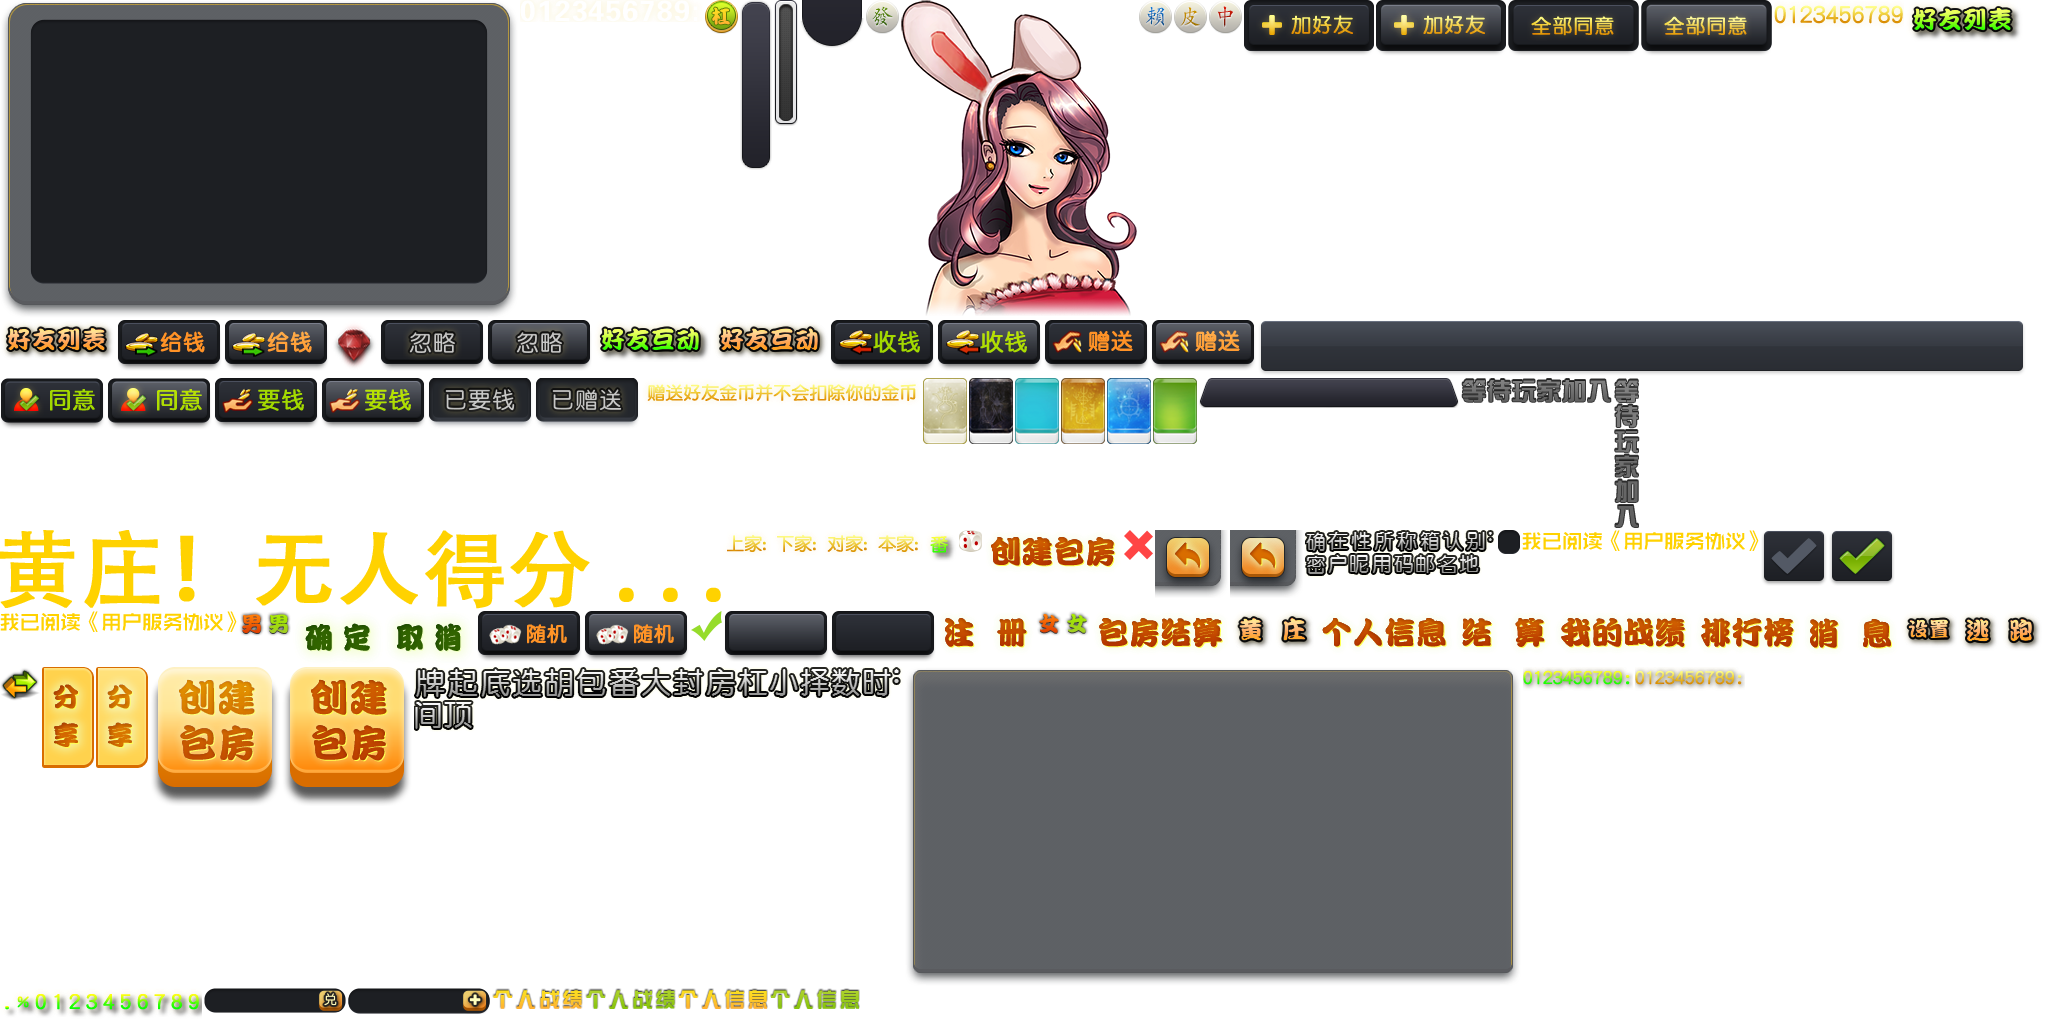 0123456789
杠
發
賴 皮 中
加好友
加好友
全部同意
全部同意
0123456789
好友列表
好友列表
给钱
给钱
忽略
忽略
好友互动
好友互动
收钱
收钱
赠送
赠送
同意
同意
要钱
要钱
已要钱
已赠送
赠送好友金币并不会扣除你的金币
等待玩家加入
等待玩家加入
黄庄！无人得分...
上家: 下家: 对家: 本家:
番
创建包房
确在性所称箱认别:
密户昵用码邮名地
我已阅读《用户服务协议》
我已阅读《用户服务协议》
男 男
确定 取消
随机
随机
注 册
女 女
包房结算
黄 庄
个人信息
结 算
我的战绩
排行榜
消 息
设置
逃 跑
分享
分享
创建包房
创建包房
牌起底选胡包番大封房杠小择数时:
间顶
0123456789:
0123456789:
.%0123456789
兑
个人战绩
个人战绩
个人信息
个人信息